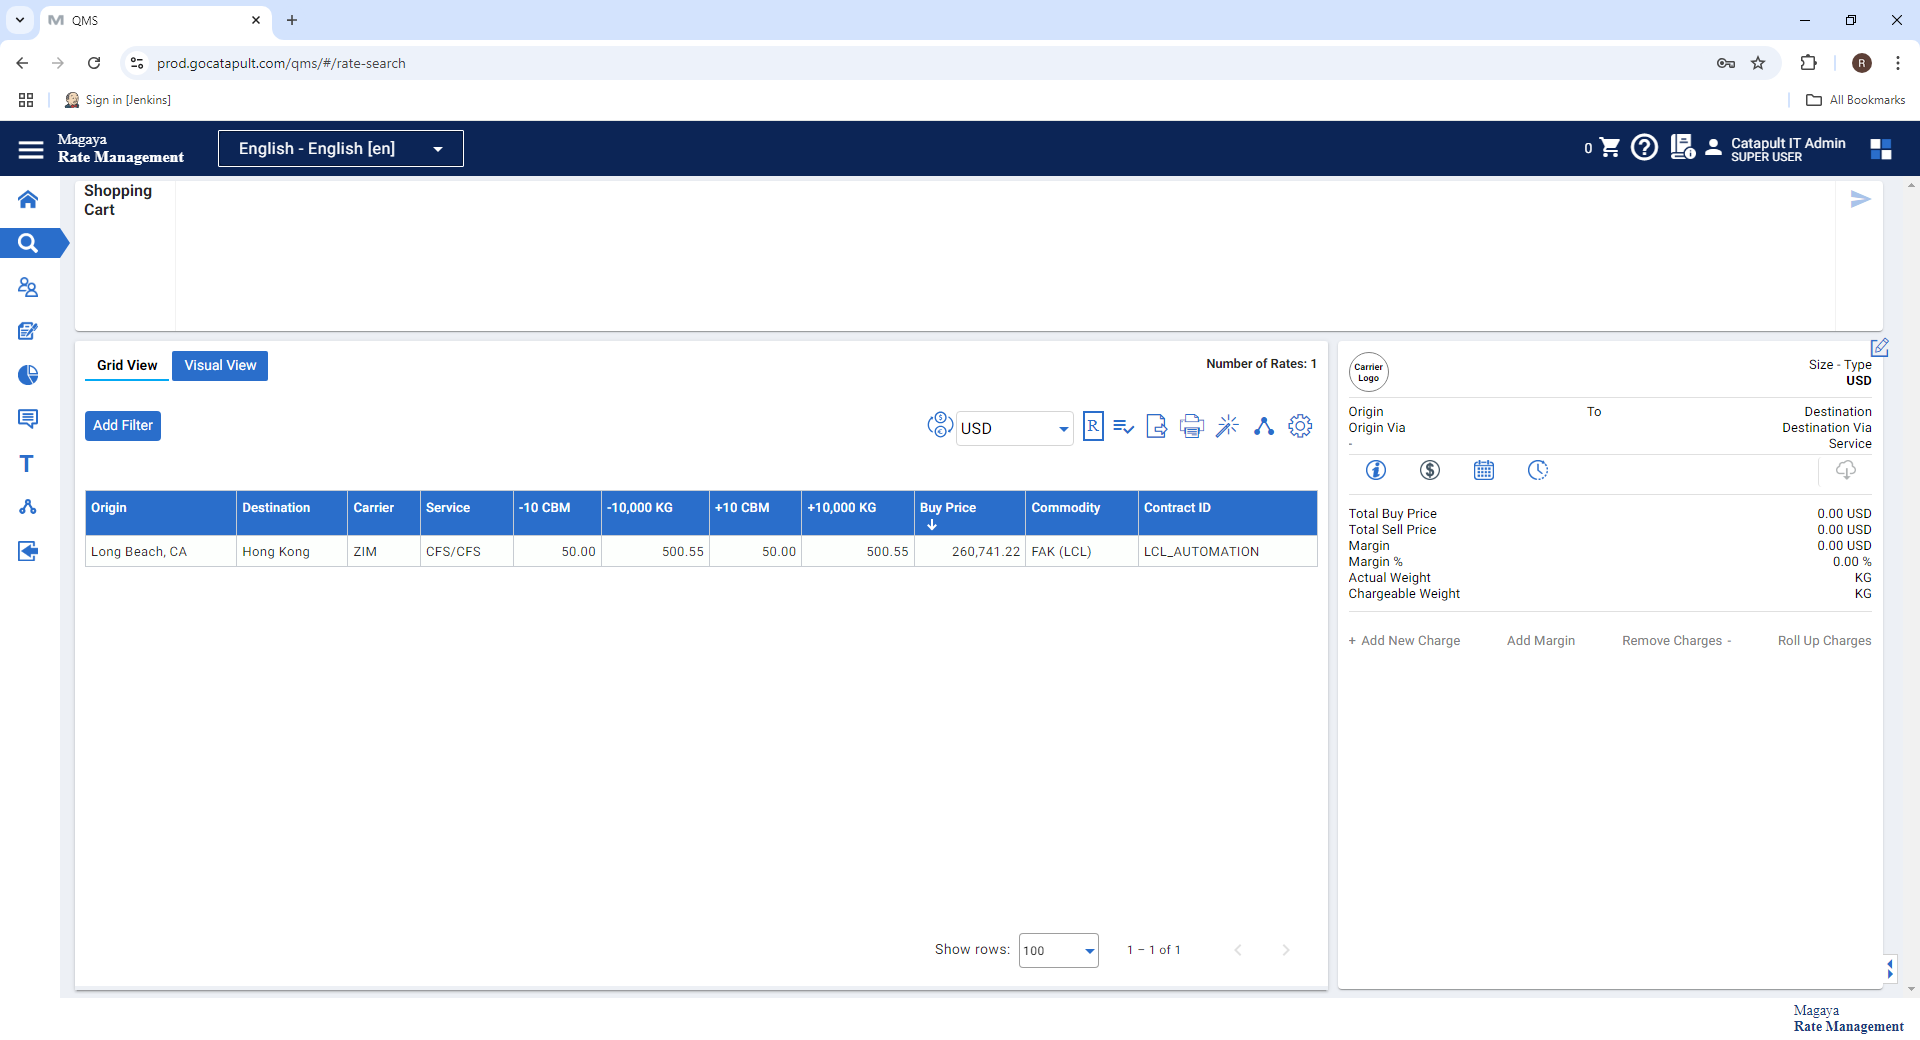 QMS
prod.gocatapult.com/qms/#/rate-search
R
Sign in [Jenkins]
All Bookmarks
Magaya
Rate Management
English - English [en]
0
Catapult IT Admin
SUPER USER
Shopping
Cart
Grid View
Visual View
Number of Rates: 1
Add Filter
USD
R
Origin Destination Carrier Service -10 CBM -10,000 KG +10 CBM +10,000 KG Buy Price Commodity Contract ID
Long Beach, CA Hong Kong ZIM CFS/CFS 50.00 500.55 50.00 500.55 260,741.22 FAK (LCL) LCL_AUTOMATION
Show rows: 100 1 – 1 of 1
Carrier
Logo
Size - Type
USD
Origin To Destination
Origin Via Destination Via
- Service
Total Buy Price 0.00 USD
Total Sell Price 0.00 USD
Margin 0.00 USD
Margin % 0.00 %
Actual Weight KG
Chargeable Weight KG
+ Add New Charge Add Margin Remove Charges - Roll Up Charges
Magaya
Rate Management